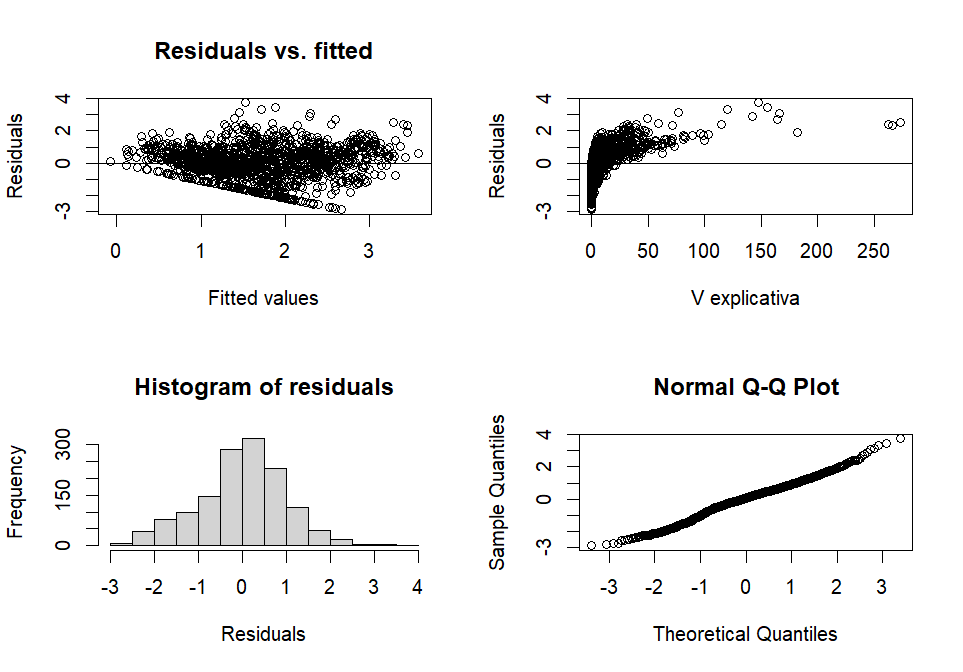 Residuals vs. fitted
Residuals
4
2
0
-3
0 1 2 3
Fitted values
Residuals
4
2
0
-3
0 50 100 150 200 250
V explicativa
Histogram of residuals
Frequency
300
150
0
-3 -2 -1 0 1 2 3 4
Residuals
Normal Q-Q Plot
Sample Quantiles
4
2
0
-3
-3 -2 -1 0 1 2 3
Theoretical Quantiles